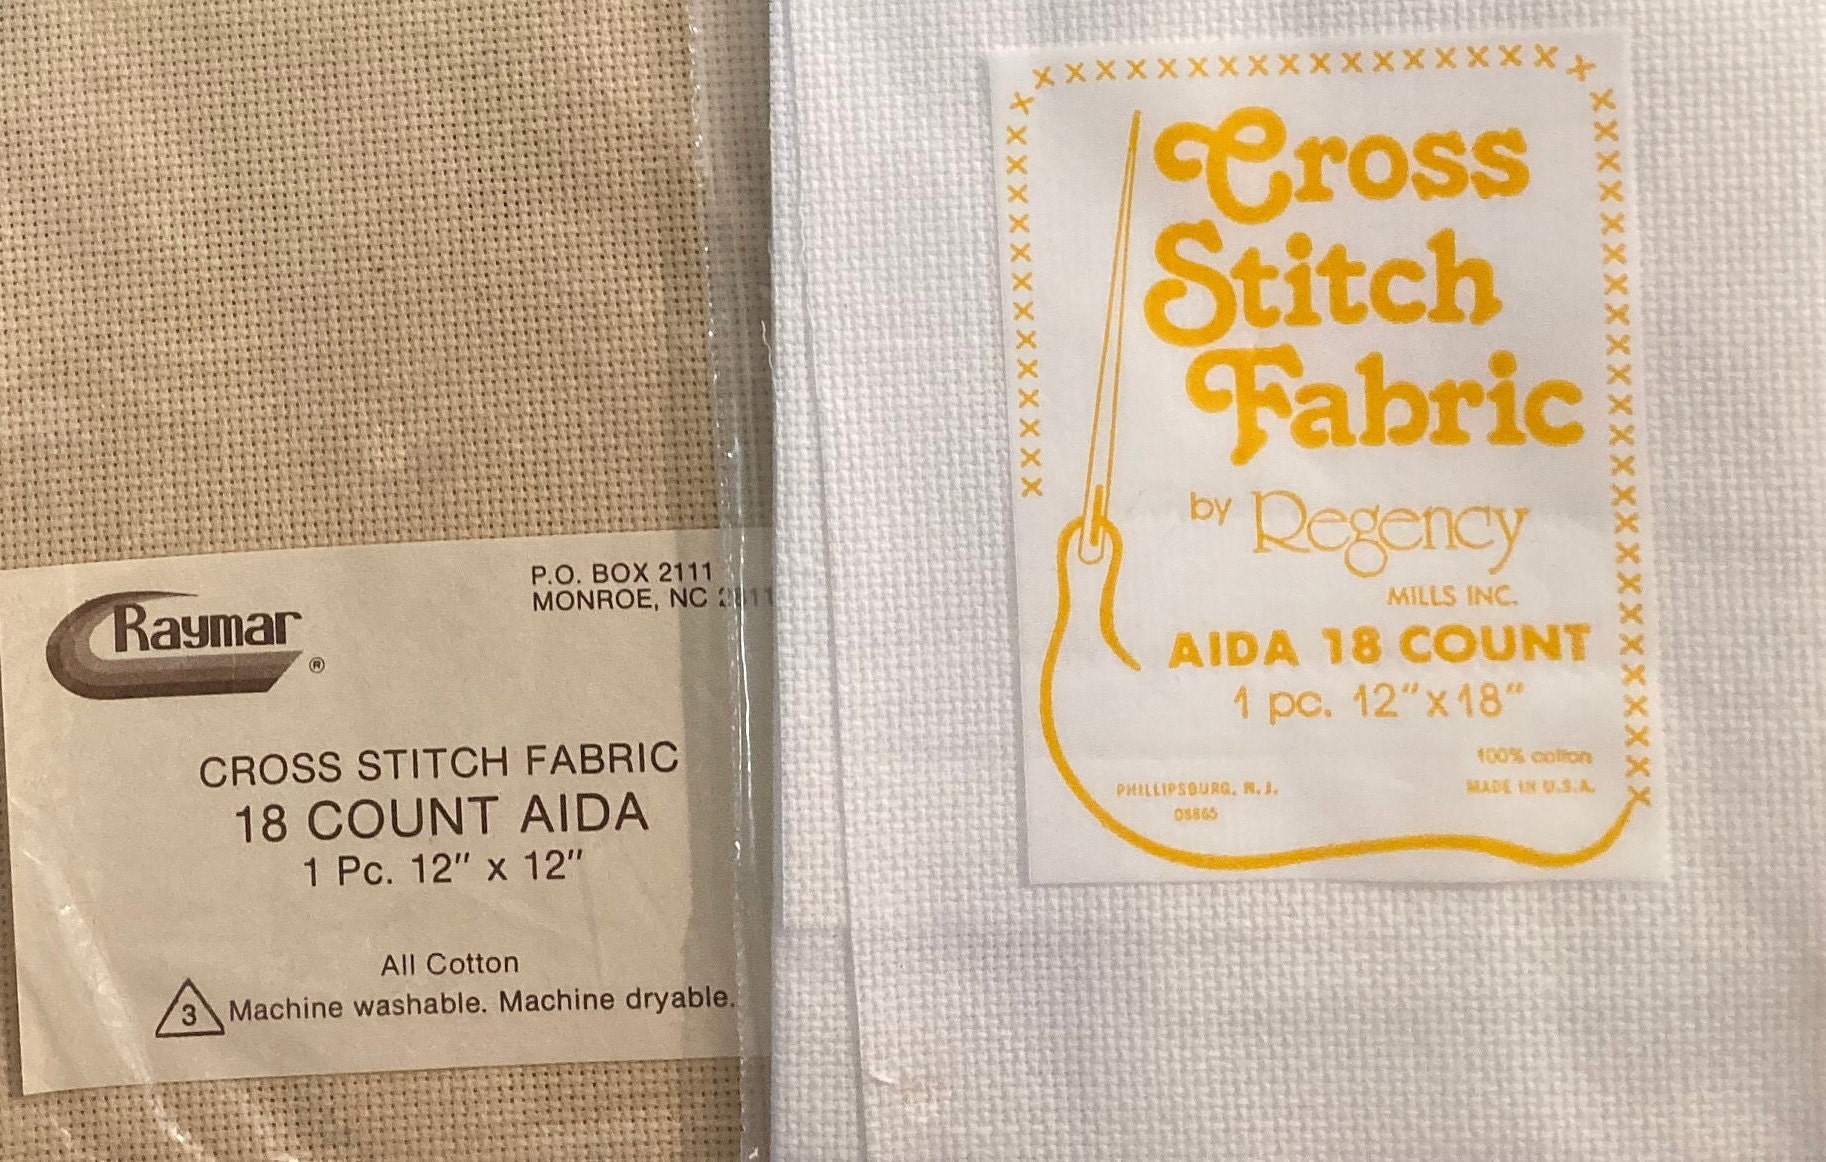 Raymar
®
P.O. BOX 2111
MONROE, NC
CROSS STITCH FABRIC
18 COUNT AIDA
1 Pc. 12" x 12"
All Cotton
3 Machine washable. Machine dryable.
Cross
Stitch
Fabric
by Regency
MILLS INC.
AIDA 18 COUNT
1 pc. 12"x18"
100% cotton
PHILLIPSBURG, N.J.
MADE IN U.S.A.
08865